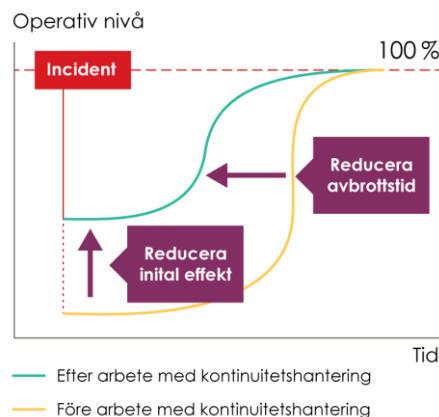 Operativ nivå
100 %
Incident
Reducera
avbrottstid
Reducera
inital effekt
Tid
Efter arbete med kontinuitetshantering
Före arbete med kontinuitetshantering